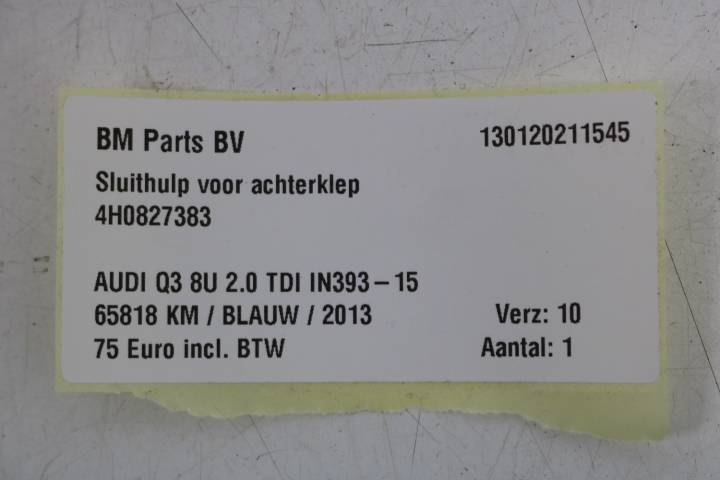 BM Parts BV 130120211545
Sluithulp voor achterklep
4H0827383
AUDI Q3 8U 2.0 TDI IN393-15
65818 KM / BLAUW / 2013 Verz: 10
75 Euro incl. BTW Aantal: 1